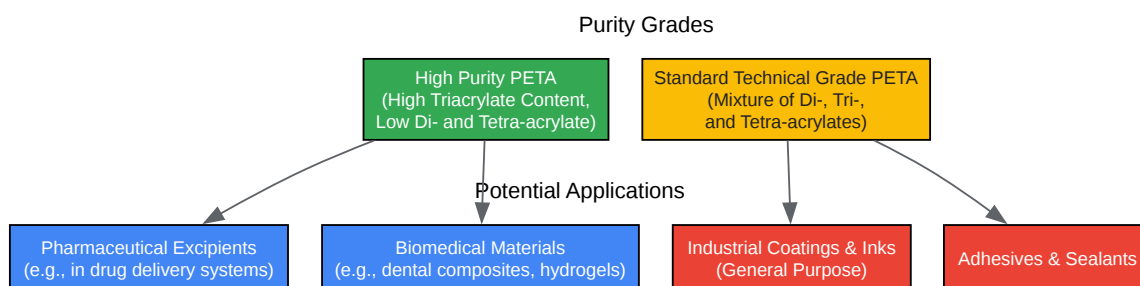 Purity Grades
High Purity PETA
(High Triacrylate Content,
Low Di- and Tetra-acrylate)
Standard Technical Grade PETA
(Mixture of Di-, Tri-,
and Tetra-acrylates)
Potential Applications
Pharmaceutical Excipients
(e.g., in drug delivery systems)
Biomedical Materials
(e.g., dental composites, hydrogels)
Industrial Coatings & Inks
(General Purpose)
Adhesives & Sealants